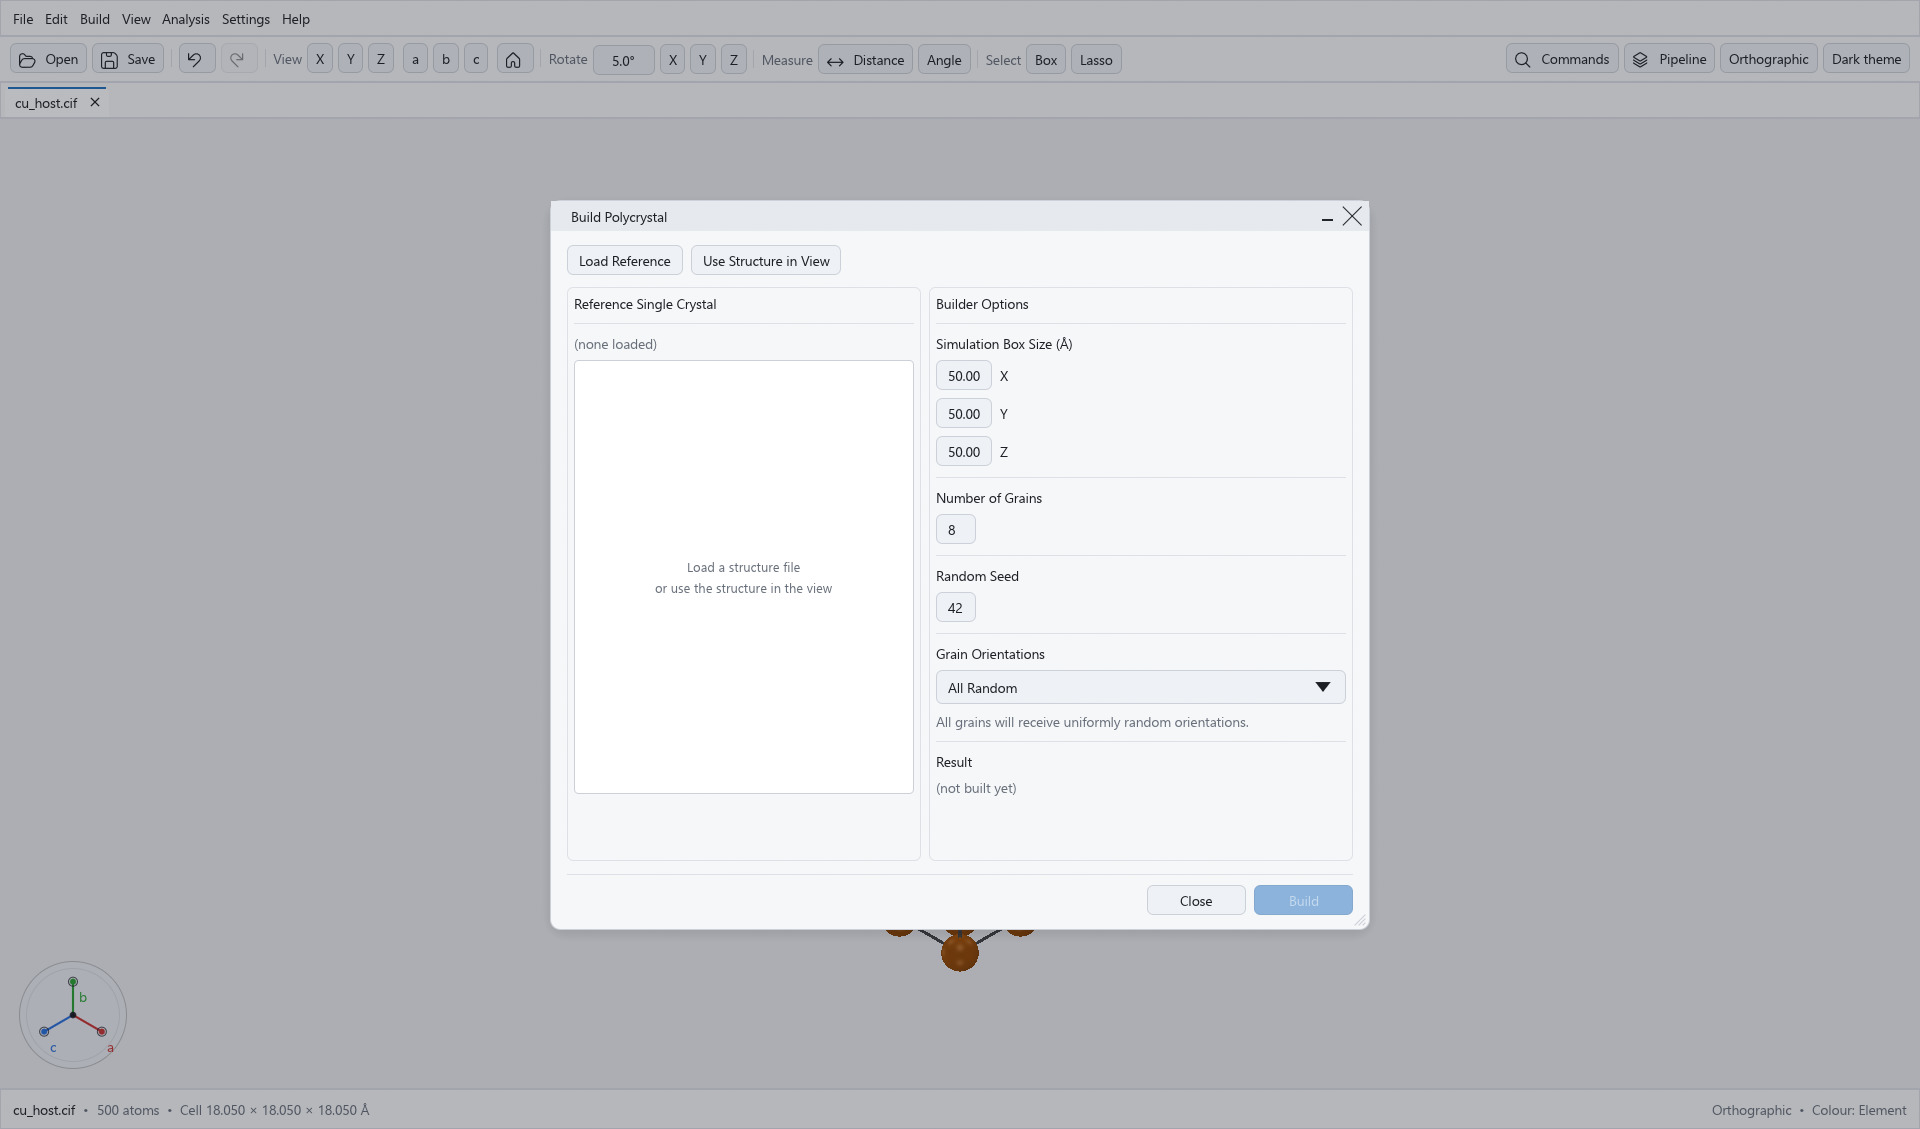 File Edit Build View Analysis Settings Help
Open Save View X Y Z a b c Rotate 5.0° X Y Z Measure Distance Angle Select Box Lasso Commands Pipeline Orthographic Dark theme
cu_host.cif
Build Polycrystal
Load Reference Use Structure in View
Reference Single Crystal
(none loaded)
Load a structure file
or use the structure in the view
Builder Options
Simulation Box Size (Å)
50.00 X
50.00 Y
50.00 Z
Number of Grains
8
Random Seed
42
Grain Orientations
All Random
All grains will receive uniformly random orientations.
Result
(not built yet)
Close Build
b
c a
cu_host.cif • 500 atoms • Cell 18.050 × 18.050 × 18.050 Å Orthographic • Colour: Element